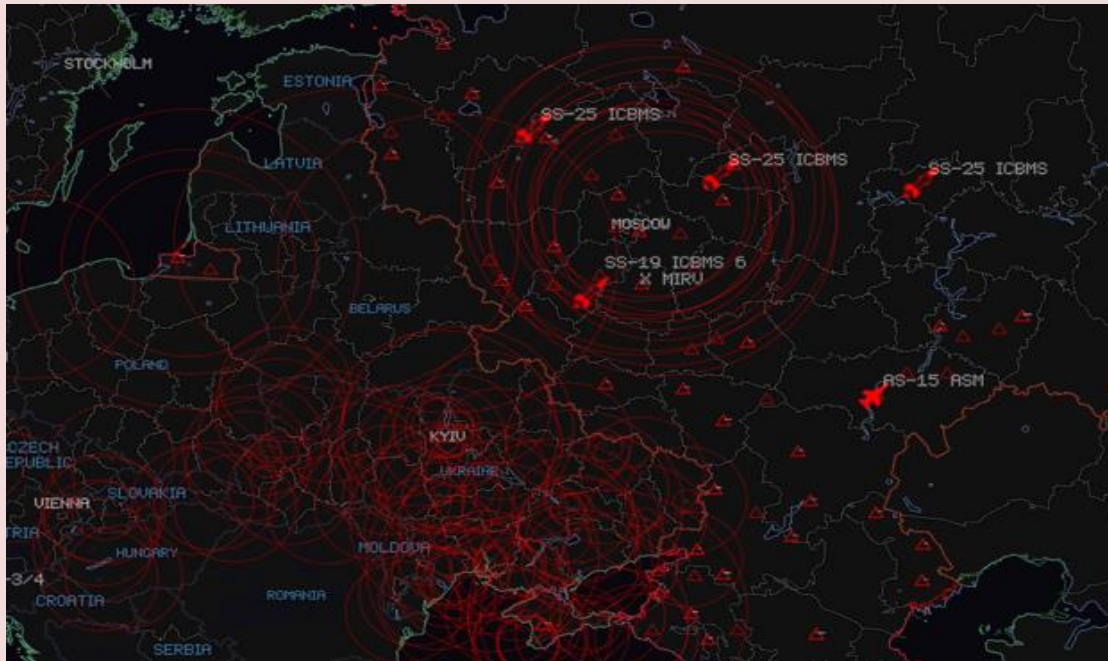 STOCKHOLM
ESTONIA
SS-25 ICBMS
LATVIA
SS-25 ICBMS
SS-25 ICBMS
LITHUANIA
MOSCOW
SS-19 ICBMS 6
X MIRV
BELARUS
POLAND
AS-15 ASM
KYIV
UKRAINE
CZECH
REPUBLIC
SLOVAKIA
VIENNA
TRIA
MOLDOVA
HUNGARY
-3/4
ROMANIA
CROATIA
SERBIA